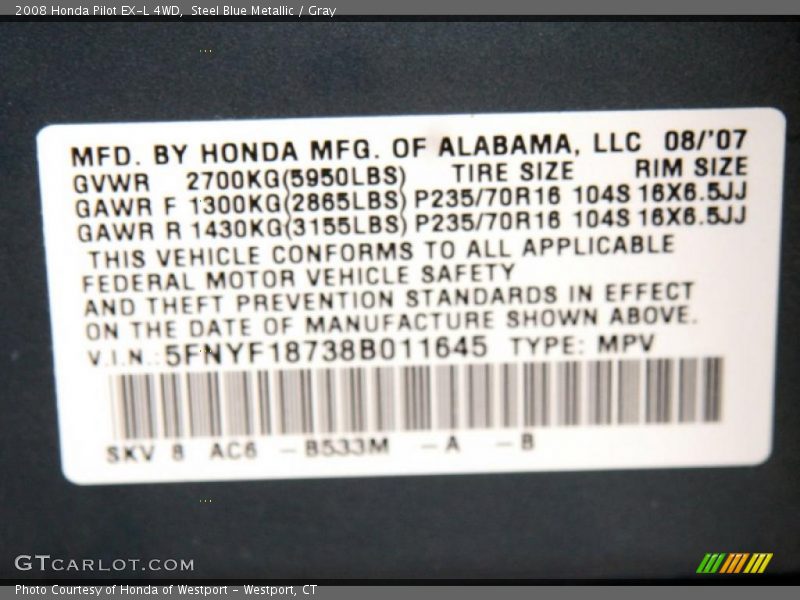 2008 Honda Pilot EX-L 4WD,  Steel Blue Metallic / Gray
MFD. BY HONDA MFG. OF ALABAMA, LLC 08/'07
GVWR 2700KG(5950LBS) TIRE SIZE RIM SIZE
GAWR F 1300KG(2865LBS) P235/70R16 104S 16X6.5JJ
GAWR R 1430KG(3155LBS) P235/70R16 104S 16X6.5JJ
THIS VEHICLE CONFORMS TO ALL APPLICABLE
FEDERAL MOTOR VEHICLE SAFETY
AND THEFT PREVENTION STANDARDS IN EFFECT
ON THE DATE OF MANUFACTURE SHOWN ABOVE.
V.I.N.: 5FNYF18738B011645 TYPE: MPV
SKV 8 AC6 - B533M - A - B
GTCARLOT.COM
Photo Courtesy of Honda of Westport - Westport, CT